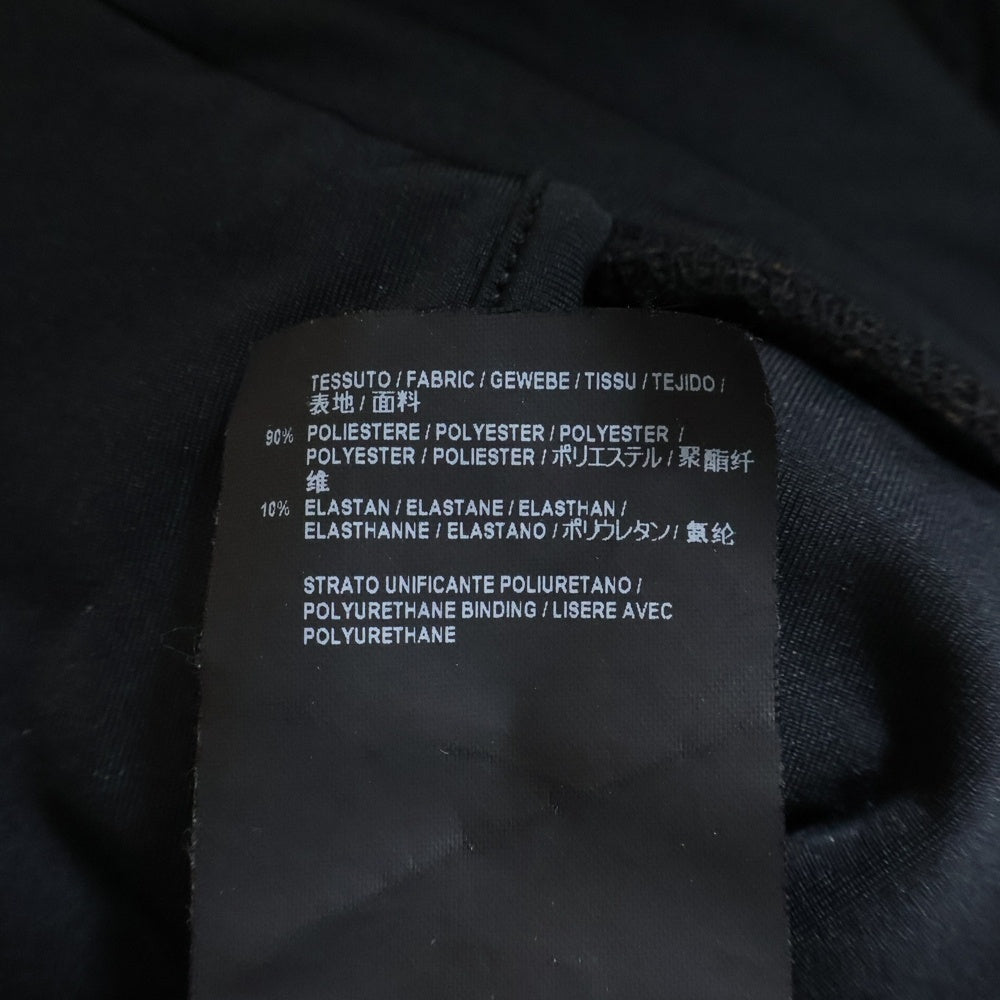 TESSUTO / FABRIC / GEWEBE / TISSU / TEJIDO /
表地 / 面料
90% POLIESTERE / POLYESTER / POLYESTER /
POLYESTER / POLIESTER / ポリエステル / 聚酯纤
维
10% ELASTAN / ELASTANE / ELASTHAN /
ELASTHANNE / ELASTANO / ポリウレタン / 氨纶
STRATO UNIFICANTE POLIURETANO /
POLYURETHANE BINDING / LISERE AVEC
POLYURETHANE